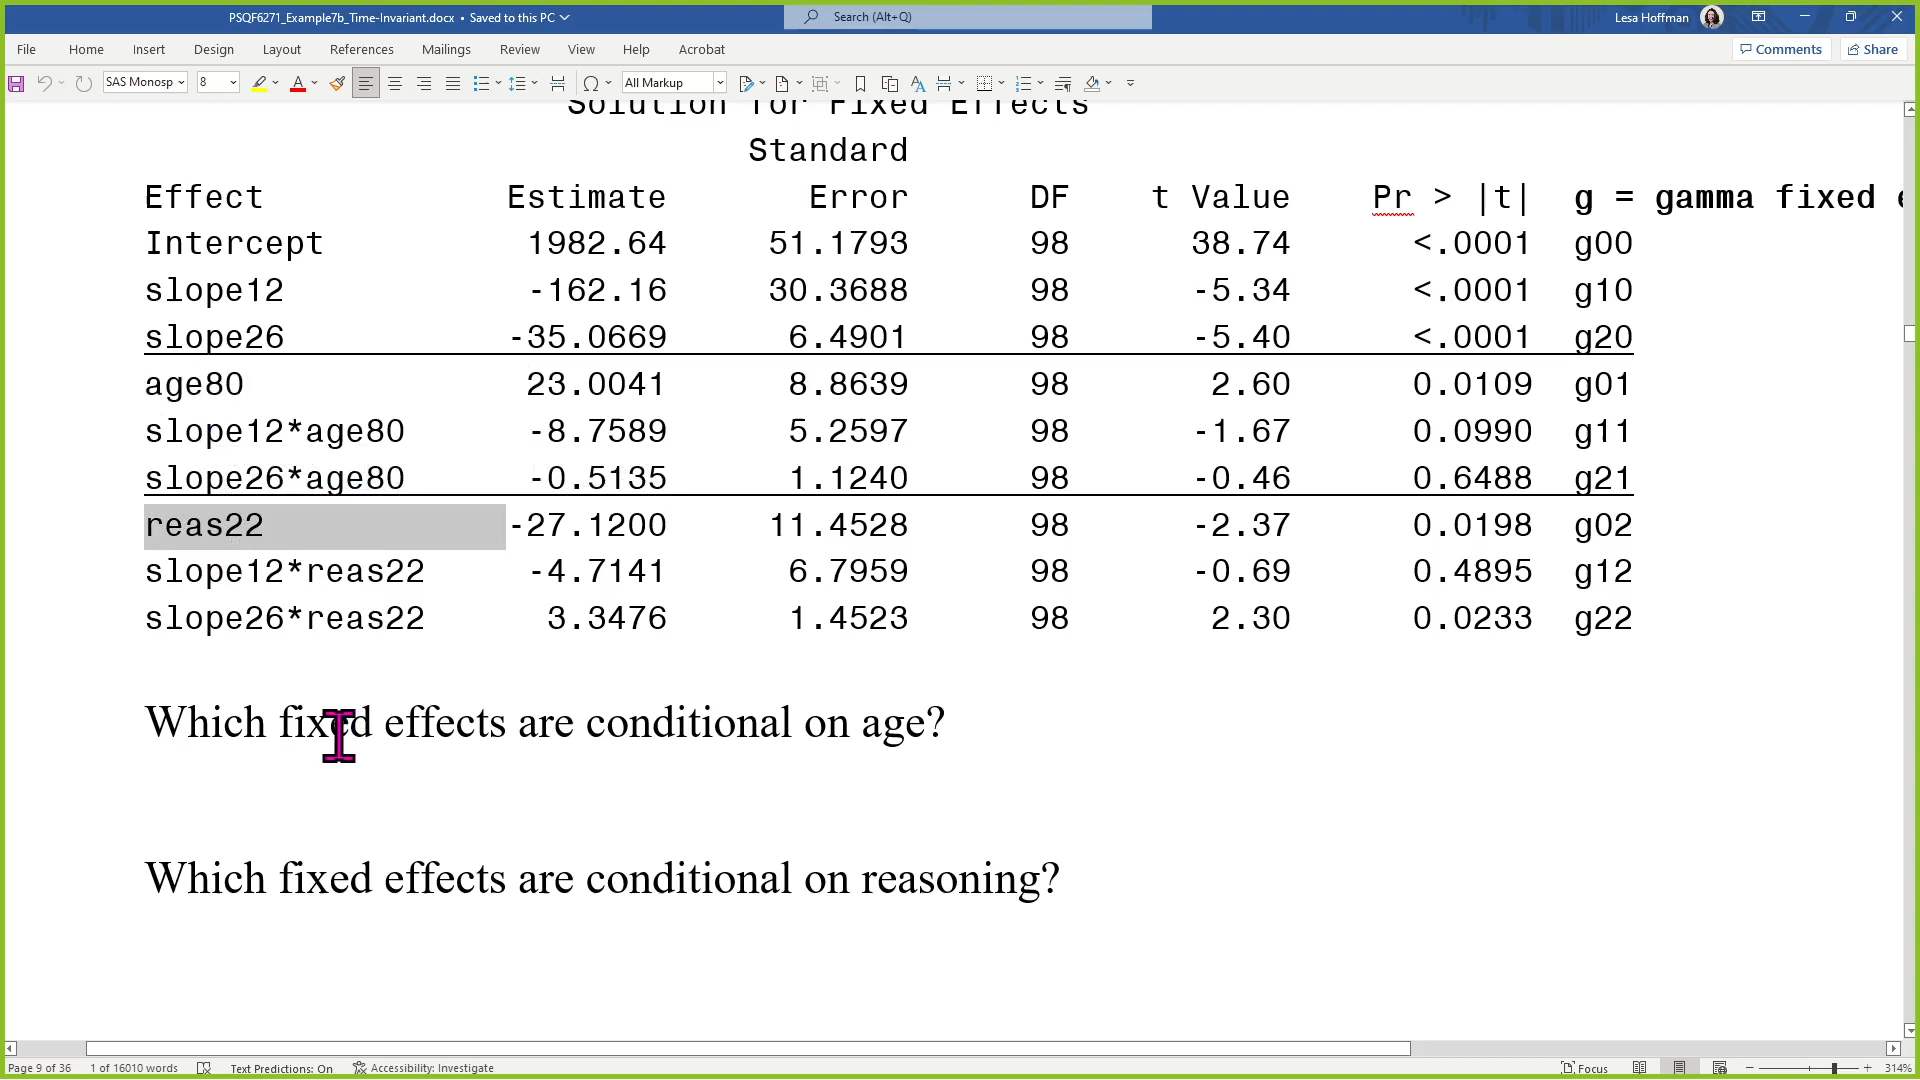 PSQF6271_Example7b_Time-Invariant.docx • Saved to this PC
Search (Alt+Q)
Lesa Hoffman
File Home Insert Design Layout References Mailings Review View Help Acrobat
Comments Share
SAS Monosp 8 All Markup
Solution for Fixed Effects
Standard
Effect Estimate Error DF t Value Pr > |t| g = gamma fixed
Intercept 1982.64 51.1793 98 38.74 <.0001 g00
slope12 -162.16 30.3688 98 -5.34 <.0001 g10
slope26 -35.0669 6.4901 98 -5.40 <.0001 g20
age80 23.0041 8.8639 98 2.60 0.0109 g01
slope12*age80 -8.7589 5.2597 98 -1.67 0.0990 g11
slope26*age80 -0.5135 1.1240 98 -0.46 0.6488 g21
reas22 -27.1200 11.4528 98 -2.37 0.0198 g02
slope12*reas22 -4.7141 6.7959 98 -0.69 0.4895 g12
slope26*reas22 3.3476 1.4523 98 2.30 0.0233 g22
Which fixed effects are conditional on age?
Which fixed effects are conditional on reasoning?
Page 9 of 36 1 of 16010 words Text Predictions: On Accessibility: Investigate Focus 314%